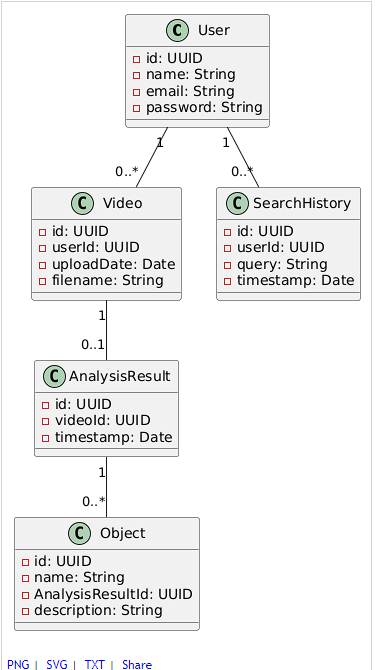 C User
id: UUID
name: String
email: String
password: String
1 1
0..* 0..*
C Video
id: UUID
userId: UUID
uploadDate: Date
filename: String
C SearchHistory
id: UUID
userId: UUID
query: String
timestamp: Date
1
0..1
C AnalysisResult
id: UUID
videoId: UUID
timestamp: Date
1
0..*
C Object
id: UUID
name: String
AnalysisResultId: UUID
description: String
PNG | SVG | TXT | Share